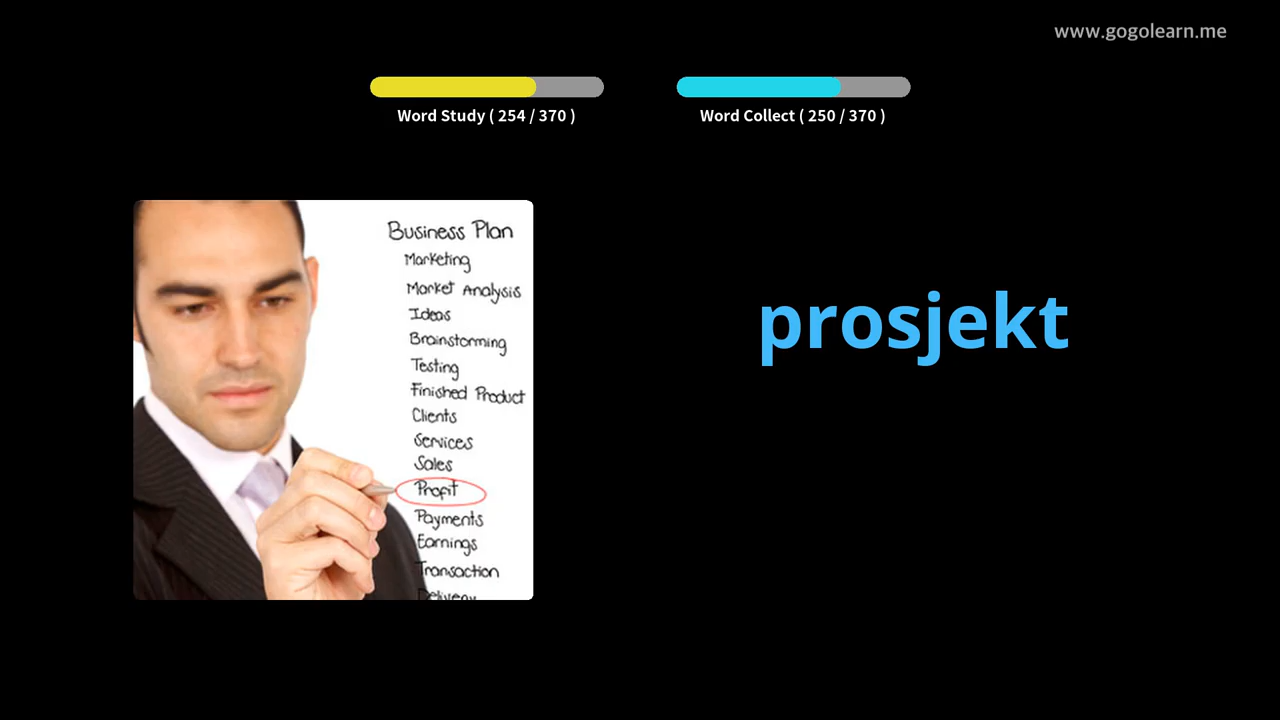 www.gogolearn.me
Word Study ( 254 / 370 )
Word Collect ( 250 / 370 )
Business Plan
Marketing
Market Analysis
Ideas
Brainstorming
Testing
Finished Product
Clients
Services
Sales
Profit
Payments
Earnings
Transaction
Delivery
prosjekt